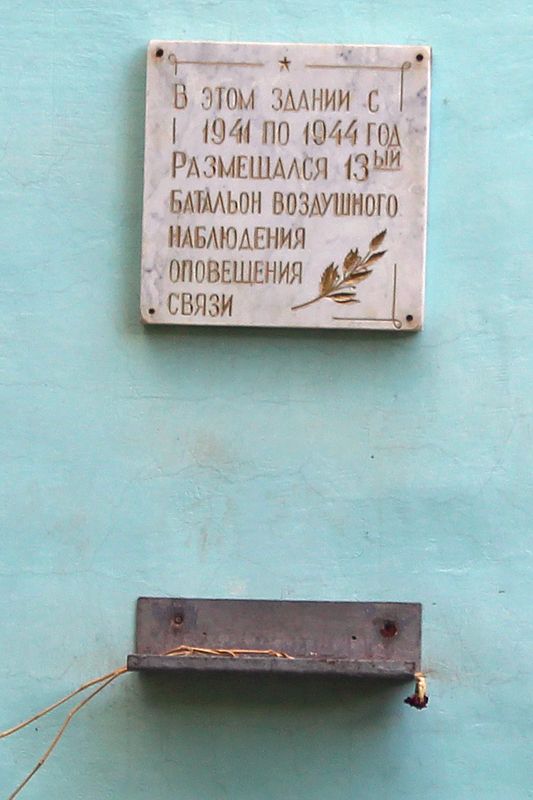 В ЭТОМ ЗДАНИИ С
1941 ПО 1944 ГОД
РАЗМЕЩАЛСЯ 13ЫЙ
БАТАЛЬОН ВОЗДУШНОГО
НАБЛЮДЕНИЯ
ОПОВЕЩЕНИЯ
СВЯЗИ